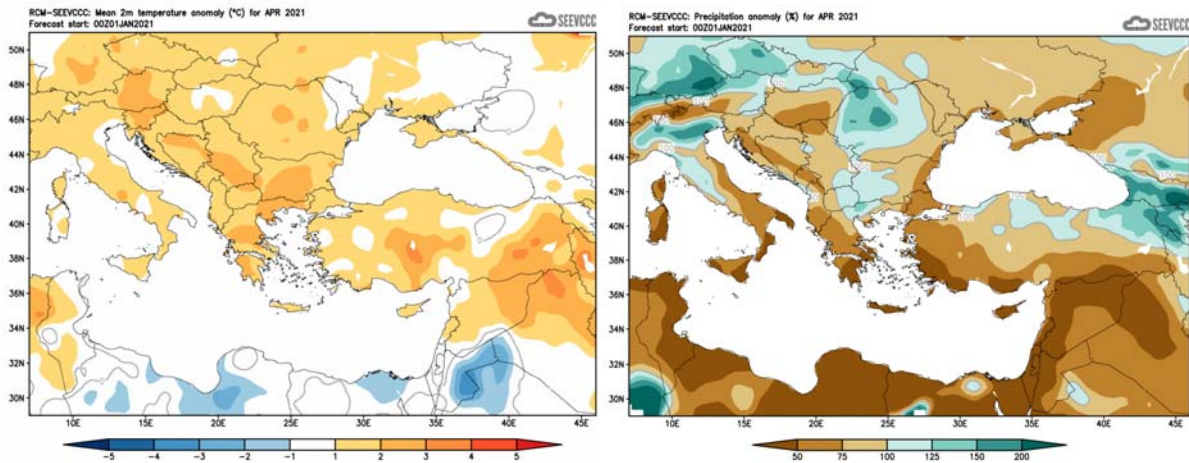 RCM-SEEVCCC: Mean 2m temperature anomaly (°C) for APR 2021
Forecast start: 00Z01JAN2021
SEEVCCC
50N
48N
46N
44N
42N
40N
38N
36N
34N
32N
30N
10E 15E 20E 25E 30E 35E 40E 45E
-5 -4 -3 -2 -1 1 2 3 4 5
RCM-SEEVCCC: Precipitation anomaly (%) for APR 2021
Forecast start: 00Z01JAN2021
SEEVCCC
50N
48N
46N
44N
42N
40N
38N
36N
34N
32N
30N
10E 15E 20E 25E 30E 35E 40E 45E
50 75 100 125 150 200